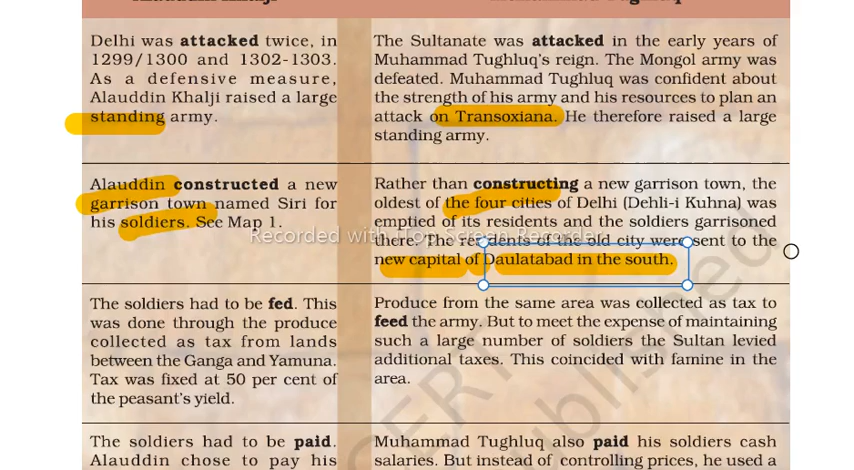 Delhi was attacked twice, in
1299/1300 and 1302-1303.
As a defensive measure,
Alauddin Khalji raised a large
standing army.
The Sultanate was attacked in the early years of
Muhammad Tughluq's reign. The Mongol army was
defeated. Muhammad Tughluq was confident about
the strength of his army and his resources to plan an
attack on Transoxiana. He therefore raised a large
standing army.
Alauddin constructed a new
garrison town named Siri for
his soldiers. See Map 1.
Rather than constructing a new garrison town, the
oldest of the four cities of Delhi (Dehli-i Kuhna) was
emptied of its residents and the soldiers garrisoned
there. The residents of the old city were sent to the
new capital of Daulatabad in the south.
Recorded with iTop Screen Recorder
The soldiers had to be fed. This
was done through the produce
collected as tax from lands
between the Ganga and Yamuna.
Tax was fixed at 50 per cent of
the peasant's yield.
Produce from the same area was collected as tax to
feed the army. But to meet the expense of maintaining
such a large number of soldiers the Sultan levied
additional taxes. This coincided with famine in the
area.
The soldiers had to be paid.
Alauddin chose to pay his
Muhammad Tughluq also paid his soldiers cash
salaries. But instead of controlling prices, he used a